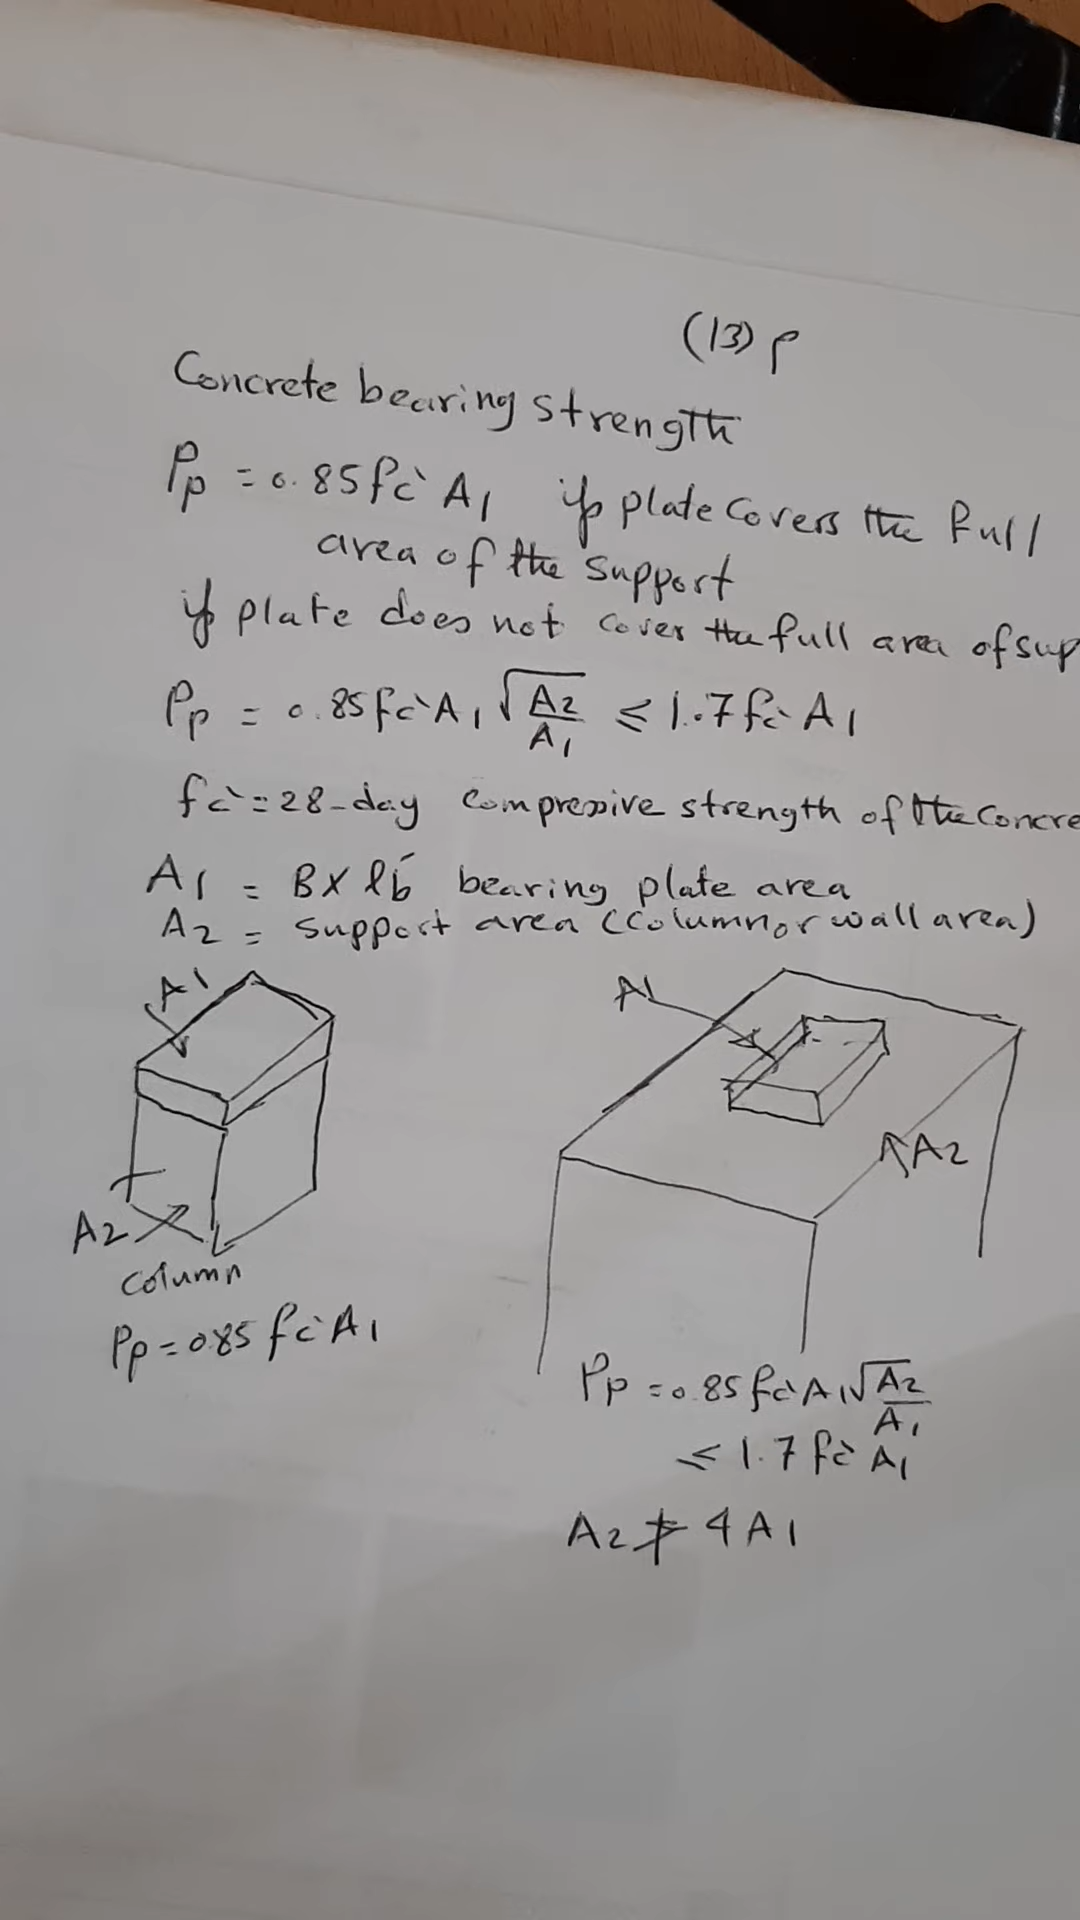 (13) p
Concrete bearing strength
Pp = 0.85 fc' A1 if plate covers the full
area of the support
if plate does not cover the full area of sup
Pp = 0.85 fc' A1 √(A2/A1) ≤ 1.7 fc' A1
fc' = 28-day compressive strength of the concre
A1 = B x lb bearing plate area
A2 = support area (column or wall area)
A1
A1
A2
A2
column
Pp = 0.85 fc' A1
Pp = 0.85 fc' A1 √(A2/A1)
≤ 1.7 fc' A1
A2 ≯ 4 A1